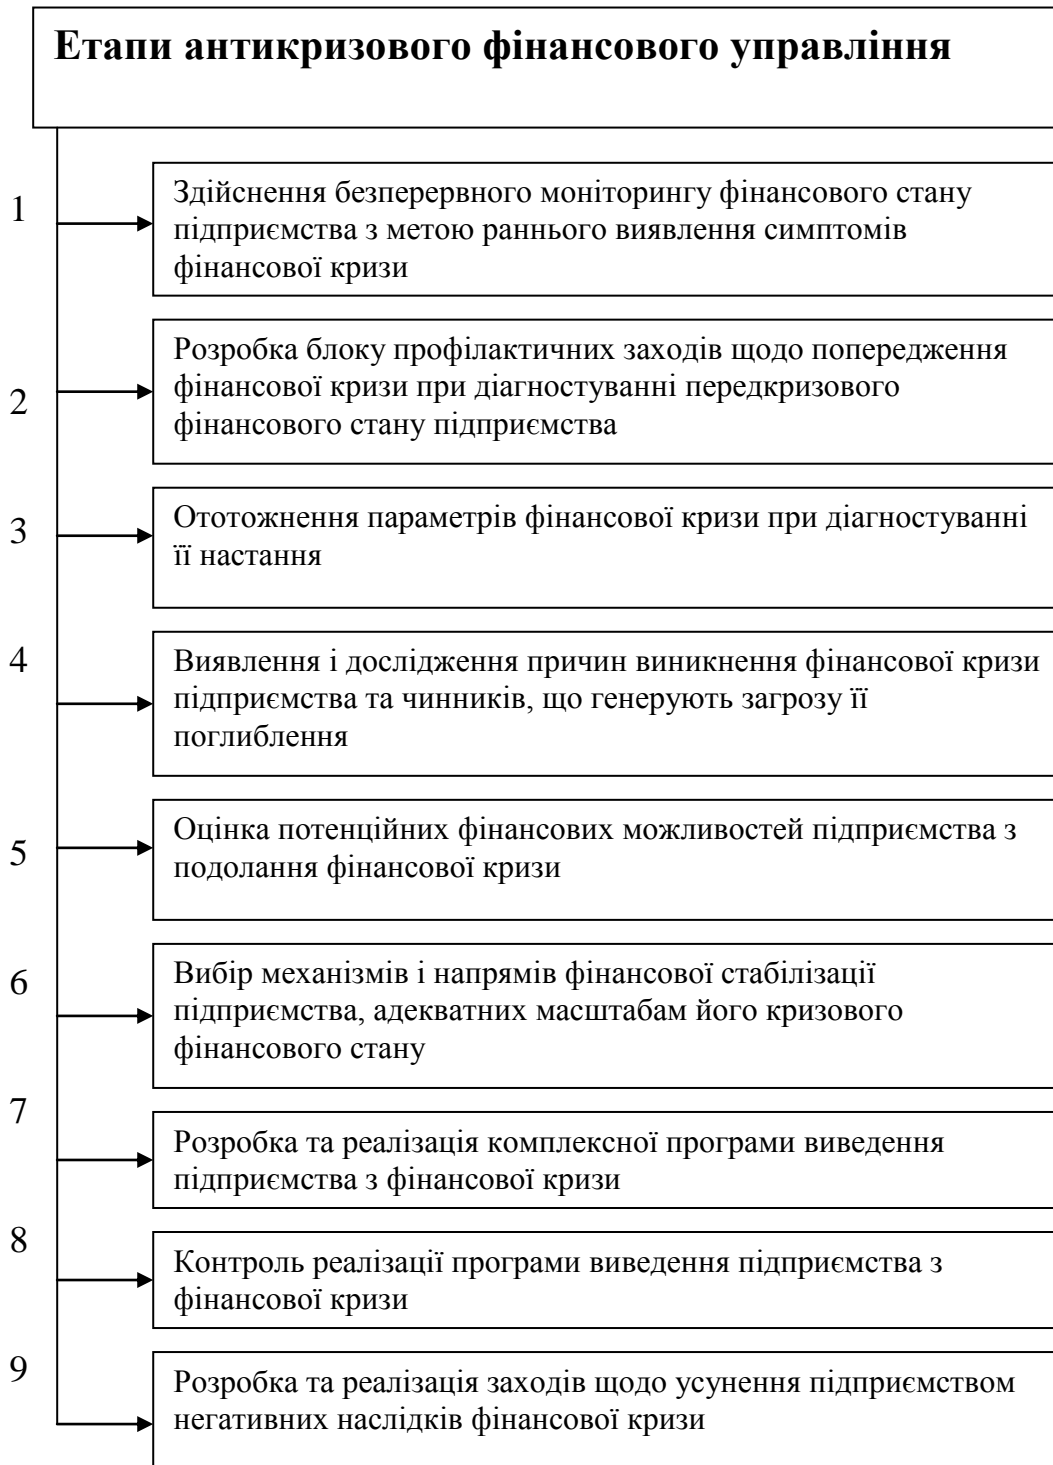 Етапи антикризового фінансового управління
1
Здійснення безперервного моніторингу фінансового стану
підприємства з метою раннього виявлення симптомів
фінансової кризи
2
Розробка блоку профілактичних заходів щодо попередження
фінансової кризи при діагностуванні передкризового
фінансового стану підприємства
3
Ототожнення параметрів фінансової кризи при діагностуванні
її настання
4
Виявлення і дослідження причин виникнення фінансової кризи
підприємства та чинників, що генерують загрозу її
поглиблення
5
Оцінка потенційних фінансових можливостей підприємства з
подолання фінансової кризи
6
Вибір механізмів і напрямів фінансової стабілізації
підприємства, адекватних масштабам його кризового
фінансового стану
7
Розробка та реалізація комплексної програми виведення
підприємства з фінансової кризи
8
Контроль реалізації програми виведення підприємства з
фінансової кризи
9
Розробка та реалізація заходів щодо усунення підприємством
негативних наслідків фінансової кризи